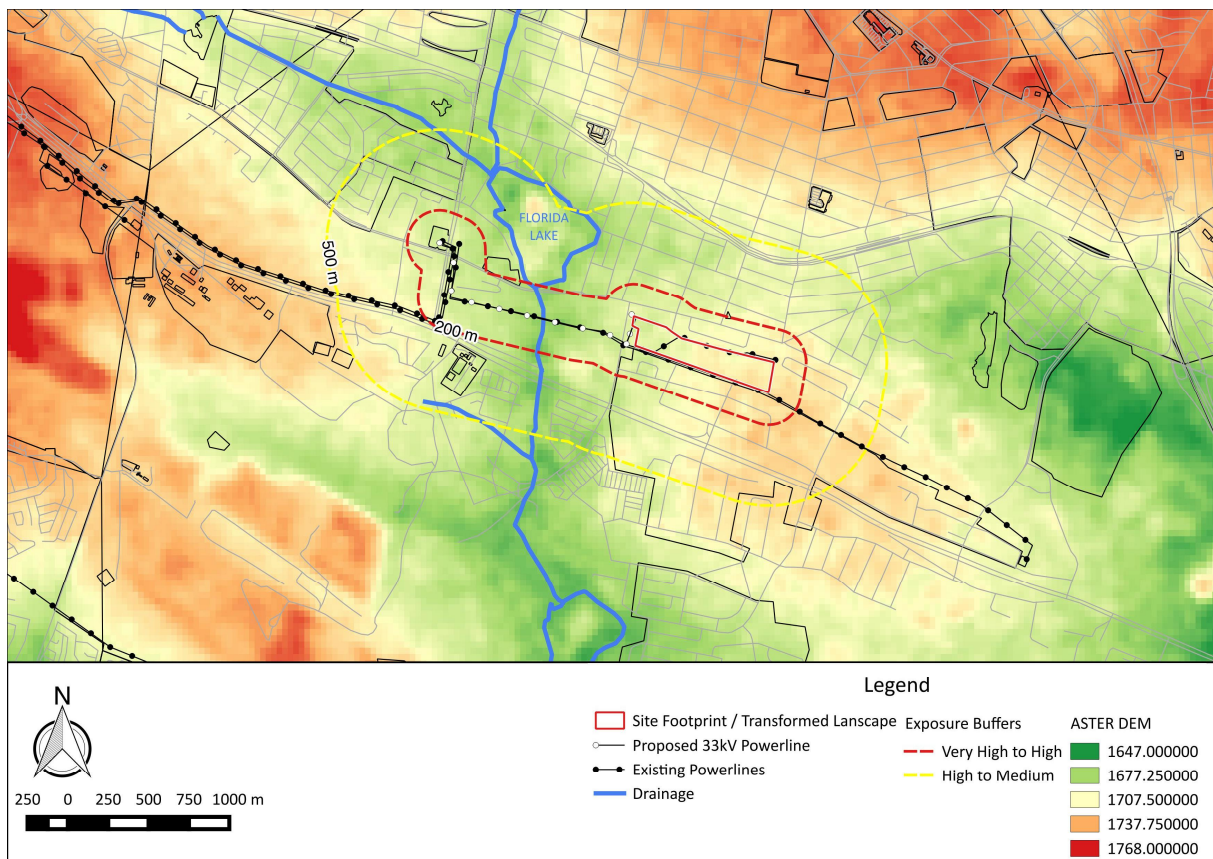 FLORIDA
LAKE
500 m
200 m
Legend
N
250 0 250 500 750 1000 m
Site Footprint / Transformed Lanscape
Proposed 33kV Powerline
Existing Powerlines
Drainage
Exposure Buffers
Very High to High
High to Medium
ASTER DEM
1647.000000
1677.250000
1707.500000
1737.750000
1768.000000